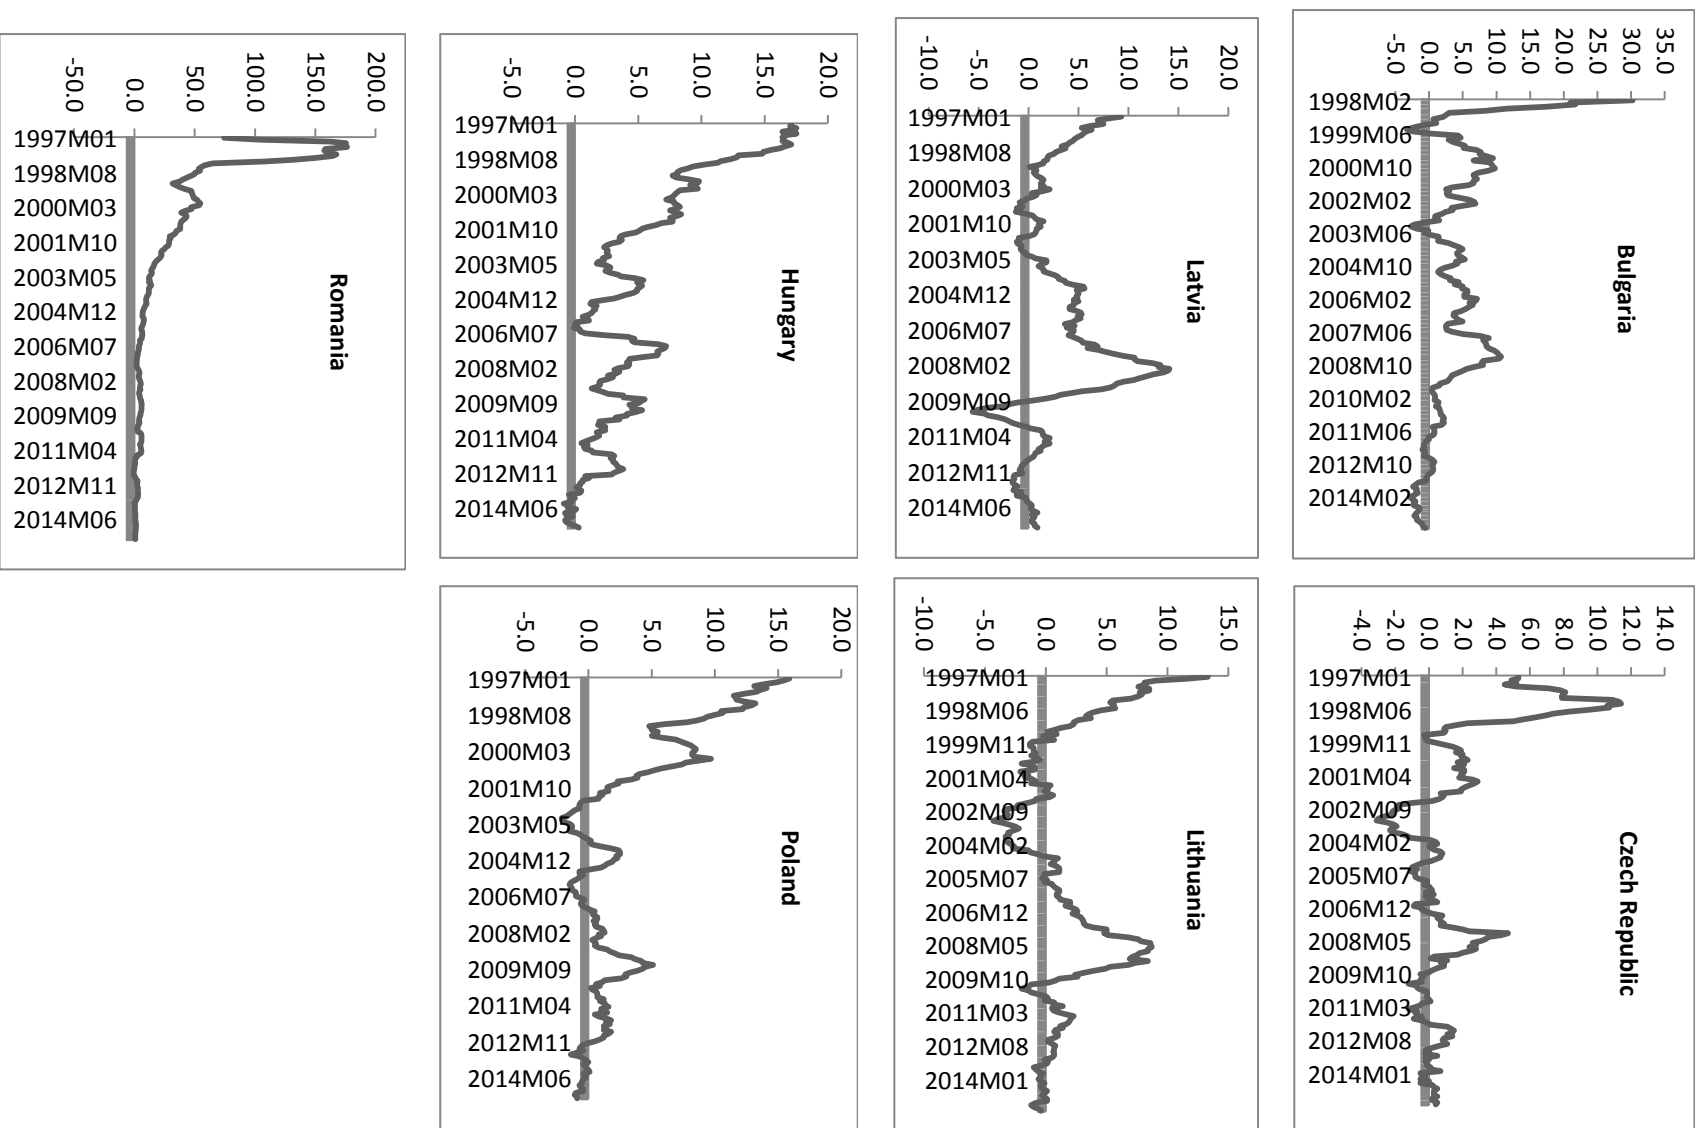 Bulgaria
35.0
30.0
25.0
20.0
15.0
10.0
5.0
0.0
-5.0
1998M02
1999M06
2000M10
2002M02
2003M06
2004M10
2006M02
2007M06
2008M10
2010M02
2011M06
2012M10
2014M02
Czech Republic
14.0
12.0
10.0
8.0
6.0
4.0
2.0
0.0
-2.0
-4.0
1997M01
1998M06
1999M11
2001M04
2002M09
2004M02
2005M07
2006M12
2008M05
2009M10
2011M03
2012M08
2014M01
Latvia
20.0
15.0
10.0
5.0
0.0
-5.0
-10.0
1997M01
1998M08
2000M03
2001M10
2003M05
2004M12
2006M07
2008M02
2009M09
2011M04
2012M11
2014M06
Lithuania
15.0
10.0
5.0
0.0
-5.0
-10.0
1997M01
1998M06
1999M11
2001M04
2002M09
2004M02
2005M07
2006M12
2008M05
2009M10
2011M03
2012M08
2014M01
Hungary
20.0
15.0
10.0
5.0
0.0
-5.0
1997M01
1998M08
2000M03
2001M10
2003M05
2004M12
2006M07
2008M02
2009M09
2011M04
2012M11
2014M06
Poland
20.0
15.0
10.0
5.0
0.0
-5.0
1997M01
1998M08
2000M03
2001M10
2003M05
2004M12
2006M07
2008M02
2009M09
2011M04
2012M11
2014M06
Romania
200.0
150.0
100.0
50.0
0.0
-50.0
1997M01
1998M08
2000M03
2001M10
2003M05
2004M12
2006M07
2008M02
2009M09
2011M04
2012M11
2014M06